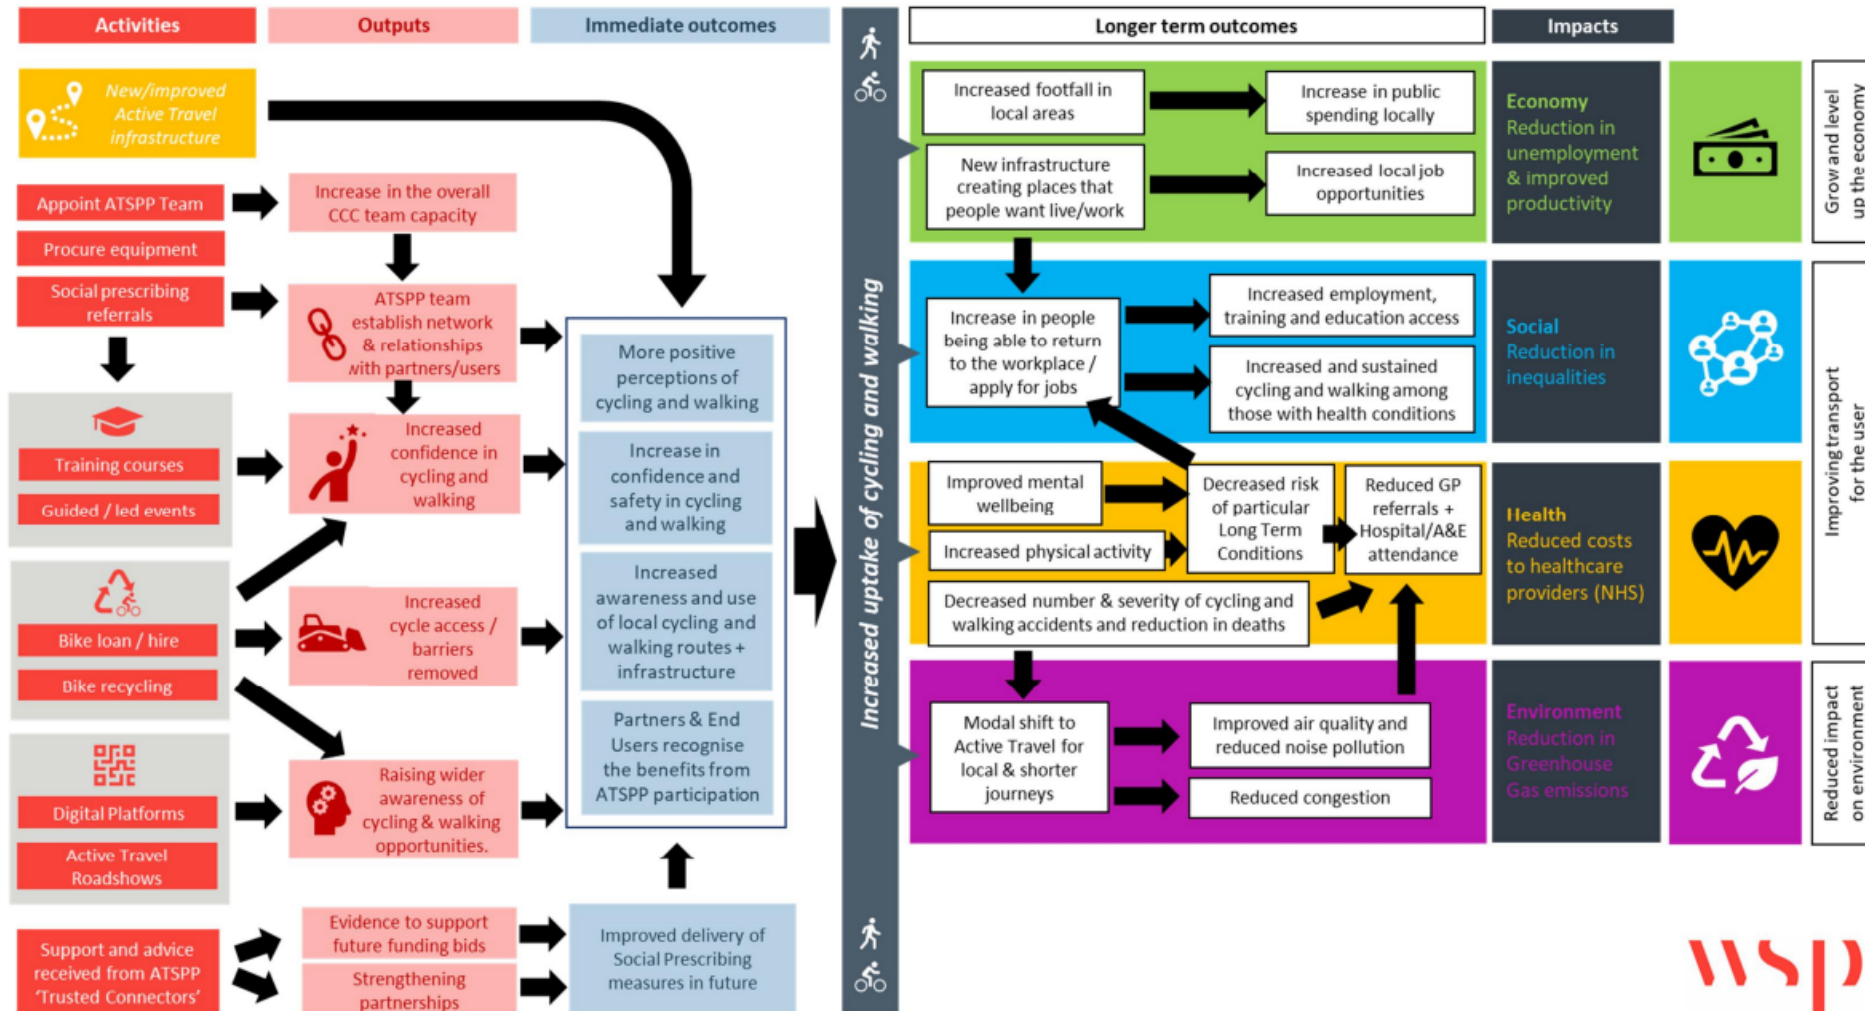 Activities
Outputs
Immediate outcomes
Longer term outcomes
Impacts
New/improved
Active Travel
infrastructure
Appoint ATSPP Team
Procure equipment
Social prescribing
referrals
Training courses
Guided / led events
Bike loan / hire
Bike recycling
Digital Platforms
Active Travel
Roadshows
Support and advice
received from ATSPP
'Trusted Connectors'
Increase in the overall
CCC team capacity
ATSPP team
establish network
& relationships
with partners/users
Increased
confidence in
cycling and
walking
Increased
cycle access /
barriers
removed
Raising wider
awareness of
cycling & walking
opportunities.
Evidence to support
future funding bids
Strengthening
partnerships
More positive
perceptions of
cycling and walking
Increase in
confidence and
safety in cycling
and walking
Increased
awareness and use
of local cycling and
walking routes +
infrastructure
Partners & End
Users recognise
the benefits from
ATSPP participation
Improved delivery of
Social Prescribing
measures in future
Increased uptake of cycling and walking
Increased footfall in
local areas
Increase in public
spending locally
New infrastructure
creating places that
people want live/work
Increased local job
opportunities
Economy
Reduction in
unemployment
& improved
productivity
Grow and level
up the economy
Increase in people
being able to return
to the workplace /
apply for jobs
Increased employment,
training and education access
Increased and sustained
cycling and walking among
those with health conditions
Social
Reduction in
inequalities
Improving transport
for the user
Improved mental
wellbeing
Increased physical activity
Decreased risk
of particular
Long Term
Conditions
Reduced GP
referrals +
Hospital/A&E
attendance
Decreased number & severity of cycling and
walking accidents and reduction in deaths
Health
Reduced costs
to healthcare
providers (NHS)
Modal shift to
Active Travel for
local & shorter
journeys
Improved air quality and
reduced noise pollution
Reduced congestion
Environment
Reduction in
Greenhouse
Gas emissions
Reduced impact
on environment
wsp